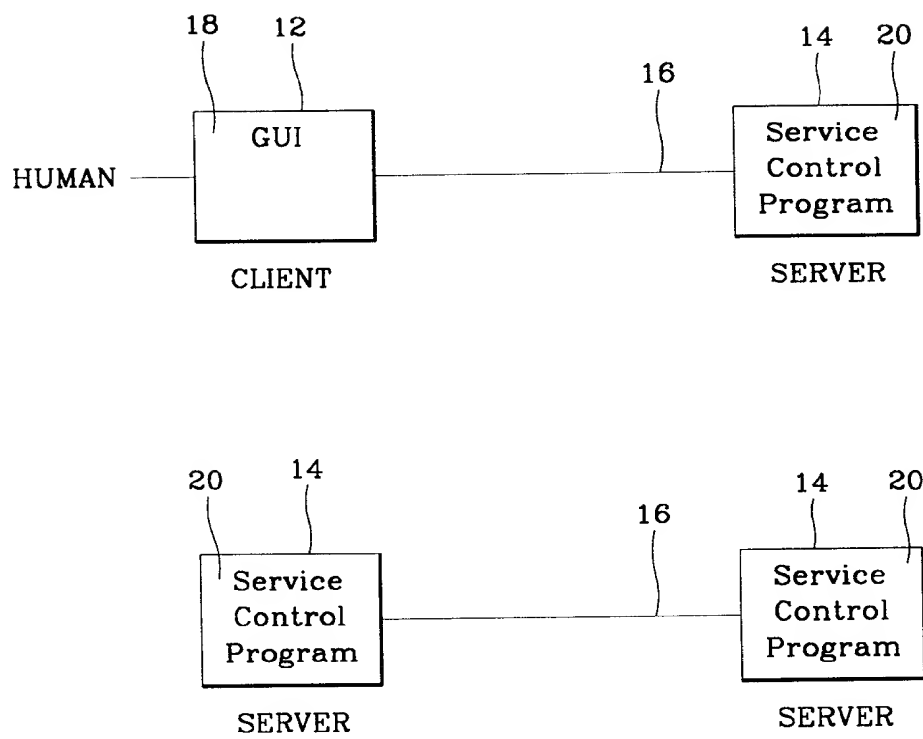 18 12 14 20
16
GUI
HUMAN
CLIENT
Service
Control
Program
SERVER
20 14 16 14 20
Service
Control
Program
SERVER
Service
Control
Program
SERVER